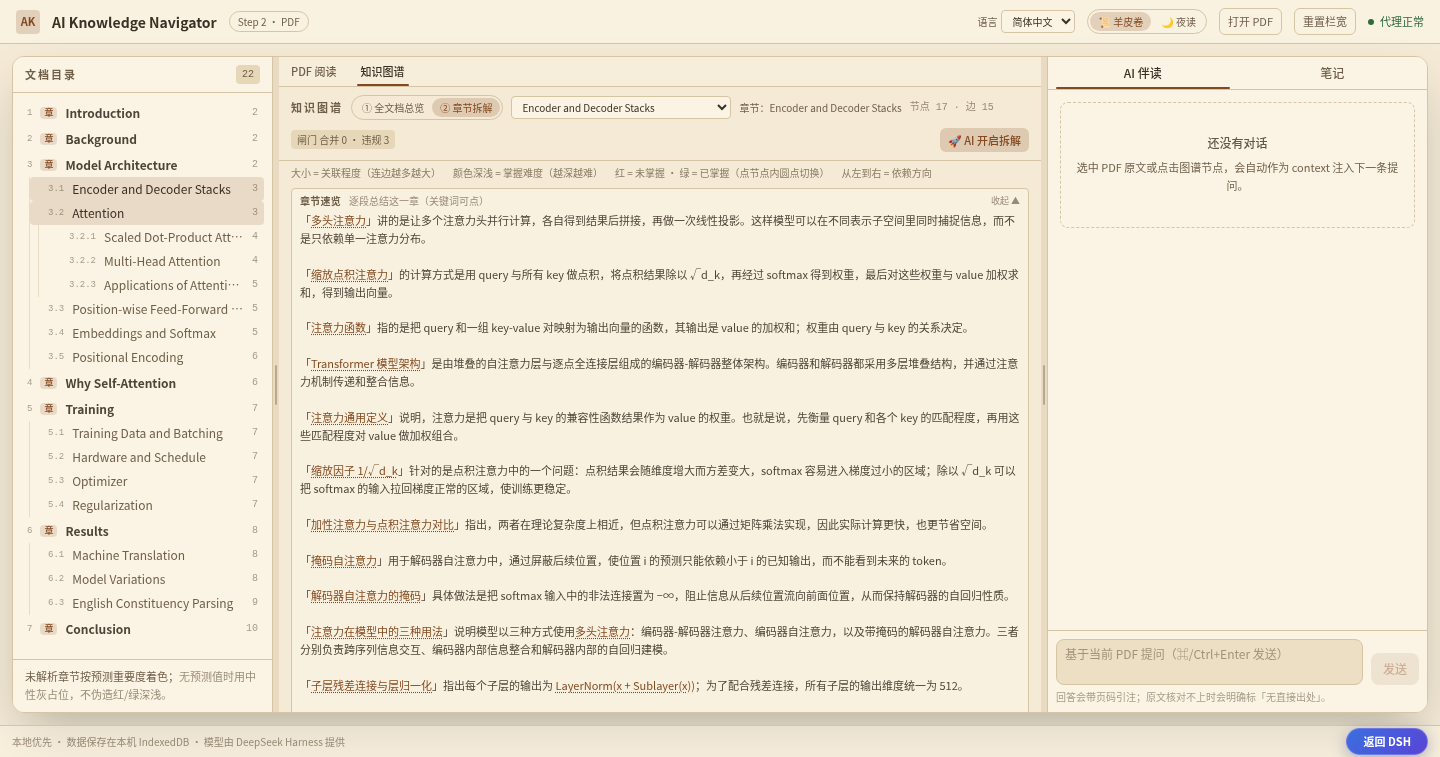 AK AI Knowledge Navigator Step 2 · PDF 语言 简体中文 📜 羊皮卷 🌙 夜读 打开 PDF 重置栏宽 代理正常
文档目录 22
1 章 Introduction 2
2 章 Background 2
3 章 Model Architecture 2
3.1 Encoder and Decoder Stacks 3
3.2 Attention 3
3.2.1 Scaled Dot-Product Att··· 4
3.2.2 Multi-Head Attention 4
3.2.3 Applications of Attenti··· 5
3.3 Position-wise Feed-Forward ··· 5
3.4 Embeddings and Softmax 5
3.5 Positional Encoding 6
4 章 Why Self-Attention 6
5 章 Training 7
5.1 Training Data and Batching 7
5.2 Hardware and Schedule 7
5.3 Optimizer 7
5.4 Regularization 7
6 章 Results 8
6.1 Machine Translation 8
6.2 Model Variations 8
6.3 English Constituency Parsing 9
7 章 Conclusion 10
未解析章节按预测重要度着色；无预测值时用中
性灰占位，不伪造红/绿深浅。
PDF 阅读 知识图谱
知识图谱 ① 全文档总览 ② 章节拆解 Encoder and Decoder Stacks 章节：Encoder and Decoder Stacks 节点 17 · 边 15
闸门 合并 0 · 违规 3 🚀 AI 开启拆解
大小 = 关联程度（连边越多越大） 颜色深浅 = 掌握难度（越深越难） 红 = 未掌握 · 绿 = 已掌握（点节点内圆点切换） 从左到右 = 依赖方向
章节速览 逐段总结这一章（关键词可点） 收起 ▲
「多头注意力」讲的是让多个注意力头并行计算，各自得到结果后拼接，再做一次线性投影。这样模型可以在不同表示子空间里同时捕捉信息，而不
是只依赖单一注意力分布。
「缩放点积注意力」的计算方式是用 query 与所有 key 做点积，将点积结果除以 √d_k，再经过 softmax 得到权重，最后对这些权重与 value 加权求
和，得到输出向量。
「注意力函数」指的是把 query 和一组 key-value 对映射为输出向量的函数，其输出是 value 的加权和；权重由 query 与 key 的关系决定。
「Transformer 模型架构」是由堆叠的自注意力层与逐点全连接层组成的编码器-解码器整体架构。编码器和解码器都采用多层堆叠结构，并通过注意
力机制传递和整合信息。
「注意力通用定义」说明，注意力是把 query 与 key 的兼容性函数结果作为 value 的权重。也就是说，先衡量 query 和各个 key 的匹配程度，再用这
些匹配程度对 value 做加权组合。
「缩放因子 1/√d_k」针对的是点积注意力中的一个问题：点积结果会随维度增大而方差变大，softmax 容易进入梯度过小的区域；除以 √d_k 可以
把 softmax 的输入拉回梯度正常的区域，使训练更稳定。
「加性注意力与点积注意力对比」指出，两者在理论复杂度上相近，但点积注意力可以通过矩阵乘法实现，因此实际计算更快，也更节省空间。
「掩码自注意力」用于解码器自注意力中，通过屏蔽后续位置，使位置 i 的预测只能依赖小于 i 的已知输出，而不能看到未来的 token。
「解码器自注意力的掩码」具体做法是把 softmax 输入中的非法连接置为 −∞，阻止信息从后续位置流向前面位置，从而保持解码器的自回归性质。
「注意力在模型中的三种用法」说明模型以三种方式使用多头注意力：编码器-解码器注意力、编码器自注意力，以及带掩码的解码器自注意力。三者
分别负责跨序列信息交互、编码器内部信息整合和解码器内部的自回归建模。
「子层残差连接与层归一化」指出每个子层的输出为 LayerNorm(x + Sublayer(x))；为了配合残差连接，所有子层的输出维度统一为 512。
AI 伴读 笔记
还没有对话
选中 PDF 原文或点击图谱节点，会自动作为 context 注入下一条提
问。
基于当前 PDF 提问（⌘/Ctrl+Enter 发送）
发送
回答会带页码引注；原文核对不上时会明确标「无直接出处」。
本地优先 · 数据保存在本机 IndexedDB · 模型由 DeepSeek Harness 提供 返回 DSH